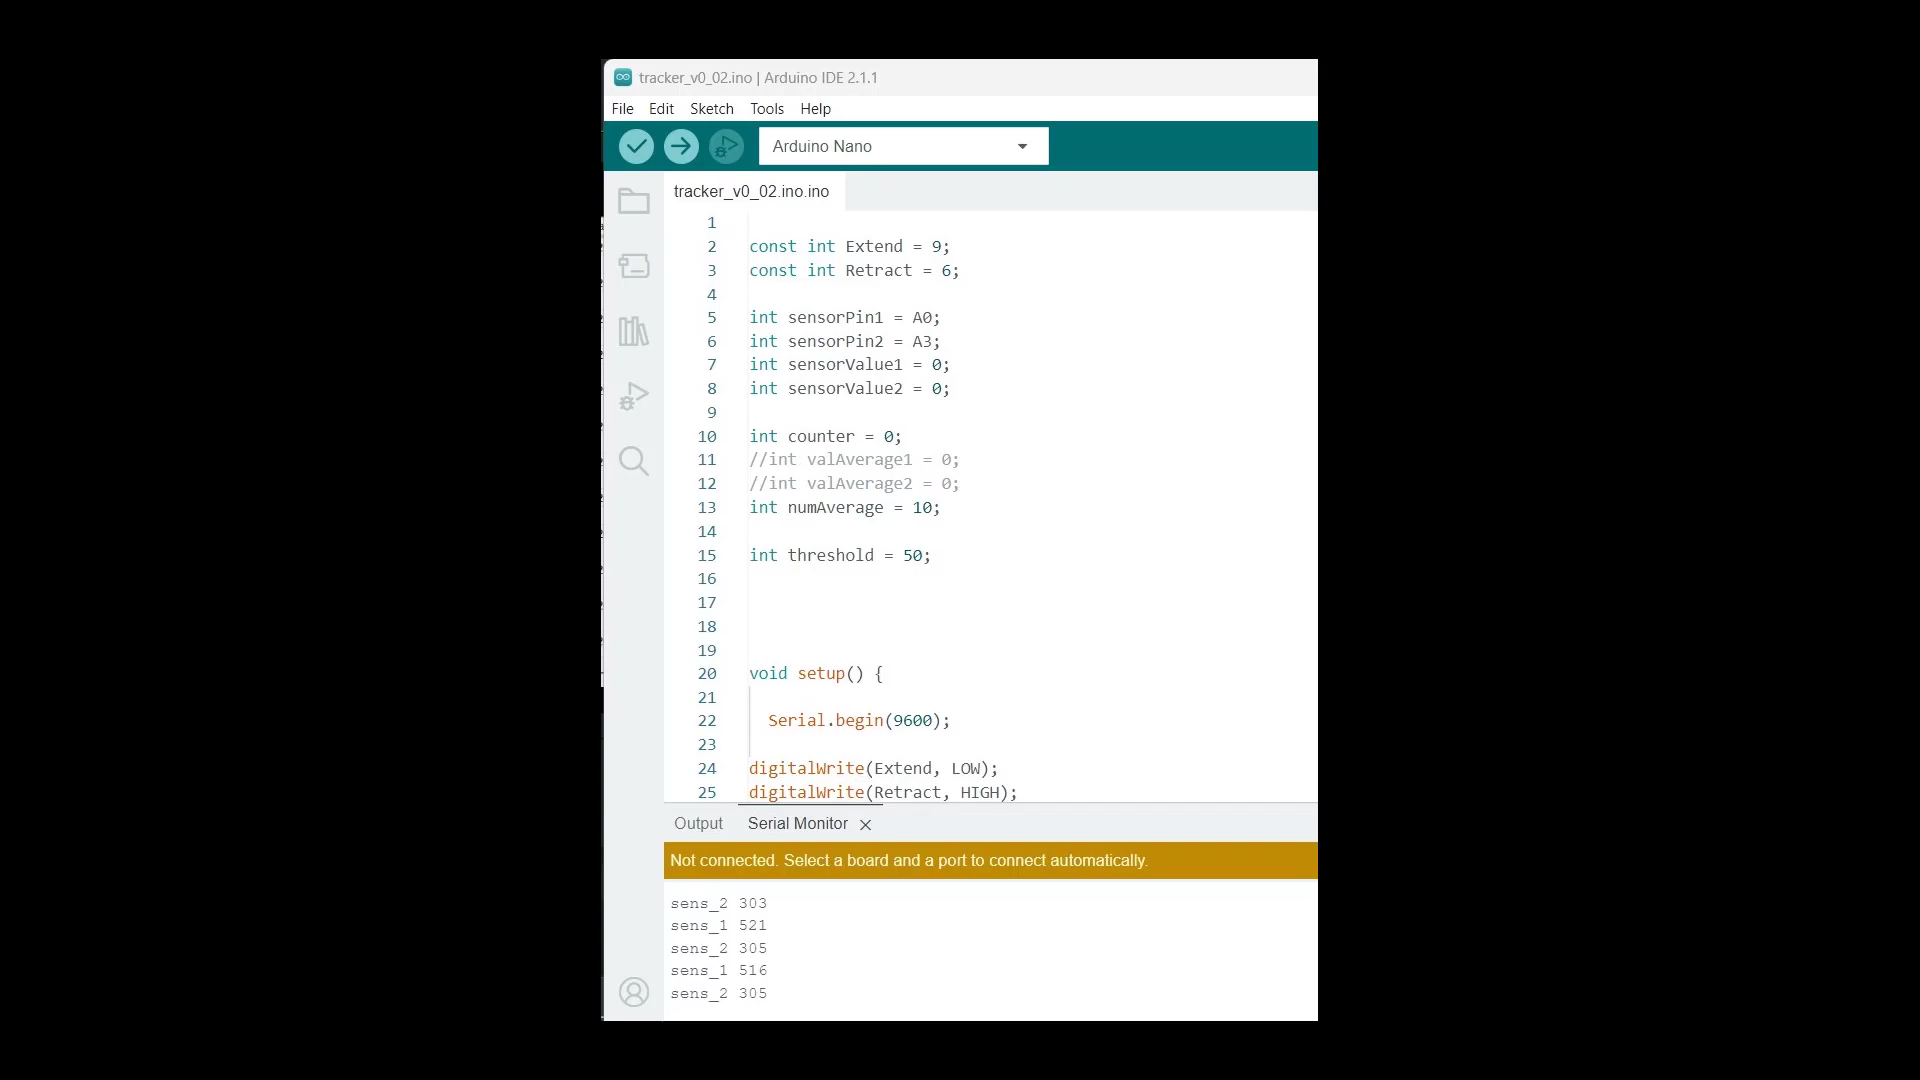 tracker_v0_02.ino | Arduino IDE 2.1.1
File Edit Sketch Tools Help
Arduino Nano
tracker_v0_02.ino.ino
1
2 const int Extend = 9;
3 const int Retract = 6;
4
5 int sensorPin1 = A0;
6 int sensorPin2 = A3;
7 int sensorValue1 = 0;
8 int sensorValue2 = 0;
9
10 int counter = 0;
11 //int valAverage1 = 0;
12 //int valAverage2 = 0;
13 int numAverage = 10;
14
15 int threshold = 50;
16
17
18
19
20 void setup() {
21
22 Serial.begin(9600);
23
24 digitalWrite(Extend, LOW);
25 digitalWrite(Retract, HIGH);
Output Serial Monitor
Not connected. Select a board and a port to connect automatically.
sens_2 303
sens_1 521
sens_2 305
sens_1 516
sens_2 305